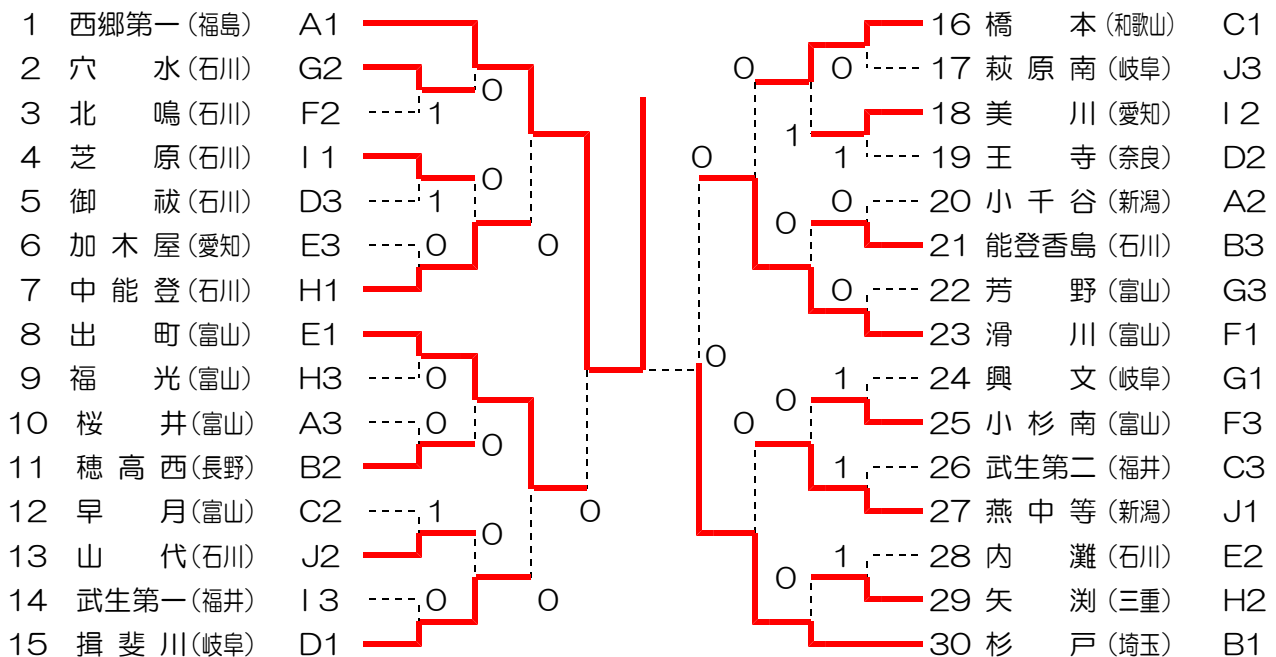 1 西郷第一(福島) A1
2 穴水(石川) G2
3 北鳴(石川) F2
4 芝原(石川) I1
5 御祓(石川) D3
6 加木屋(愛知) E3
7 中能登(石川) H1
8 出町(富山) E1
9 福光(富山) H3
10 桜井(富山) A3
11 穂高西(長野) B2
12 早月(富山) C2
13 山代(石川) J2
14 武生第一(福井) I3
15 揖斐川(岐阜) D1
0
1
0
1
0
0
0
0
0
1
0
0
0
0
0
0
0
1
1
0
0
0
0
1
0
0
1
1
0
16 橋本(和歌山) C1
17 萩原南(岐阜) J3
18 美川(愛知) I2
19 王寺(奈良) D2
20 小千谷(新潟) A2
21 能登香島(石川) B3
22 芳野(富山) G3
23 滑川(富山) F1
24 興文(岐阜) G1
25 小杉南(富山) F3
26 武生第二(福井) C3
27 燕中等(新潟) J1
28 内灘(石川) E2
29 矢渕(三重) H2
30 杉戸(埼玉) B1